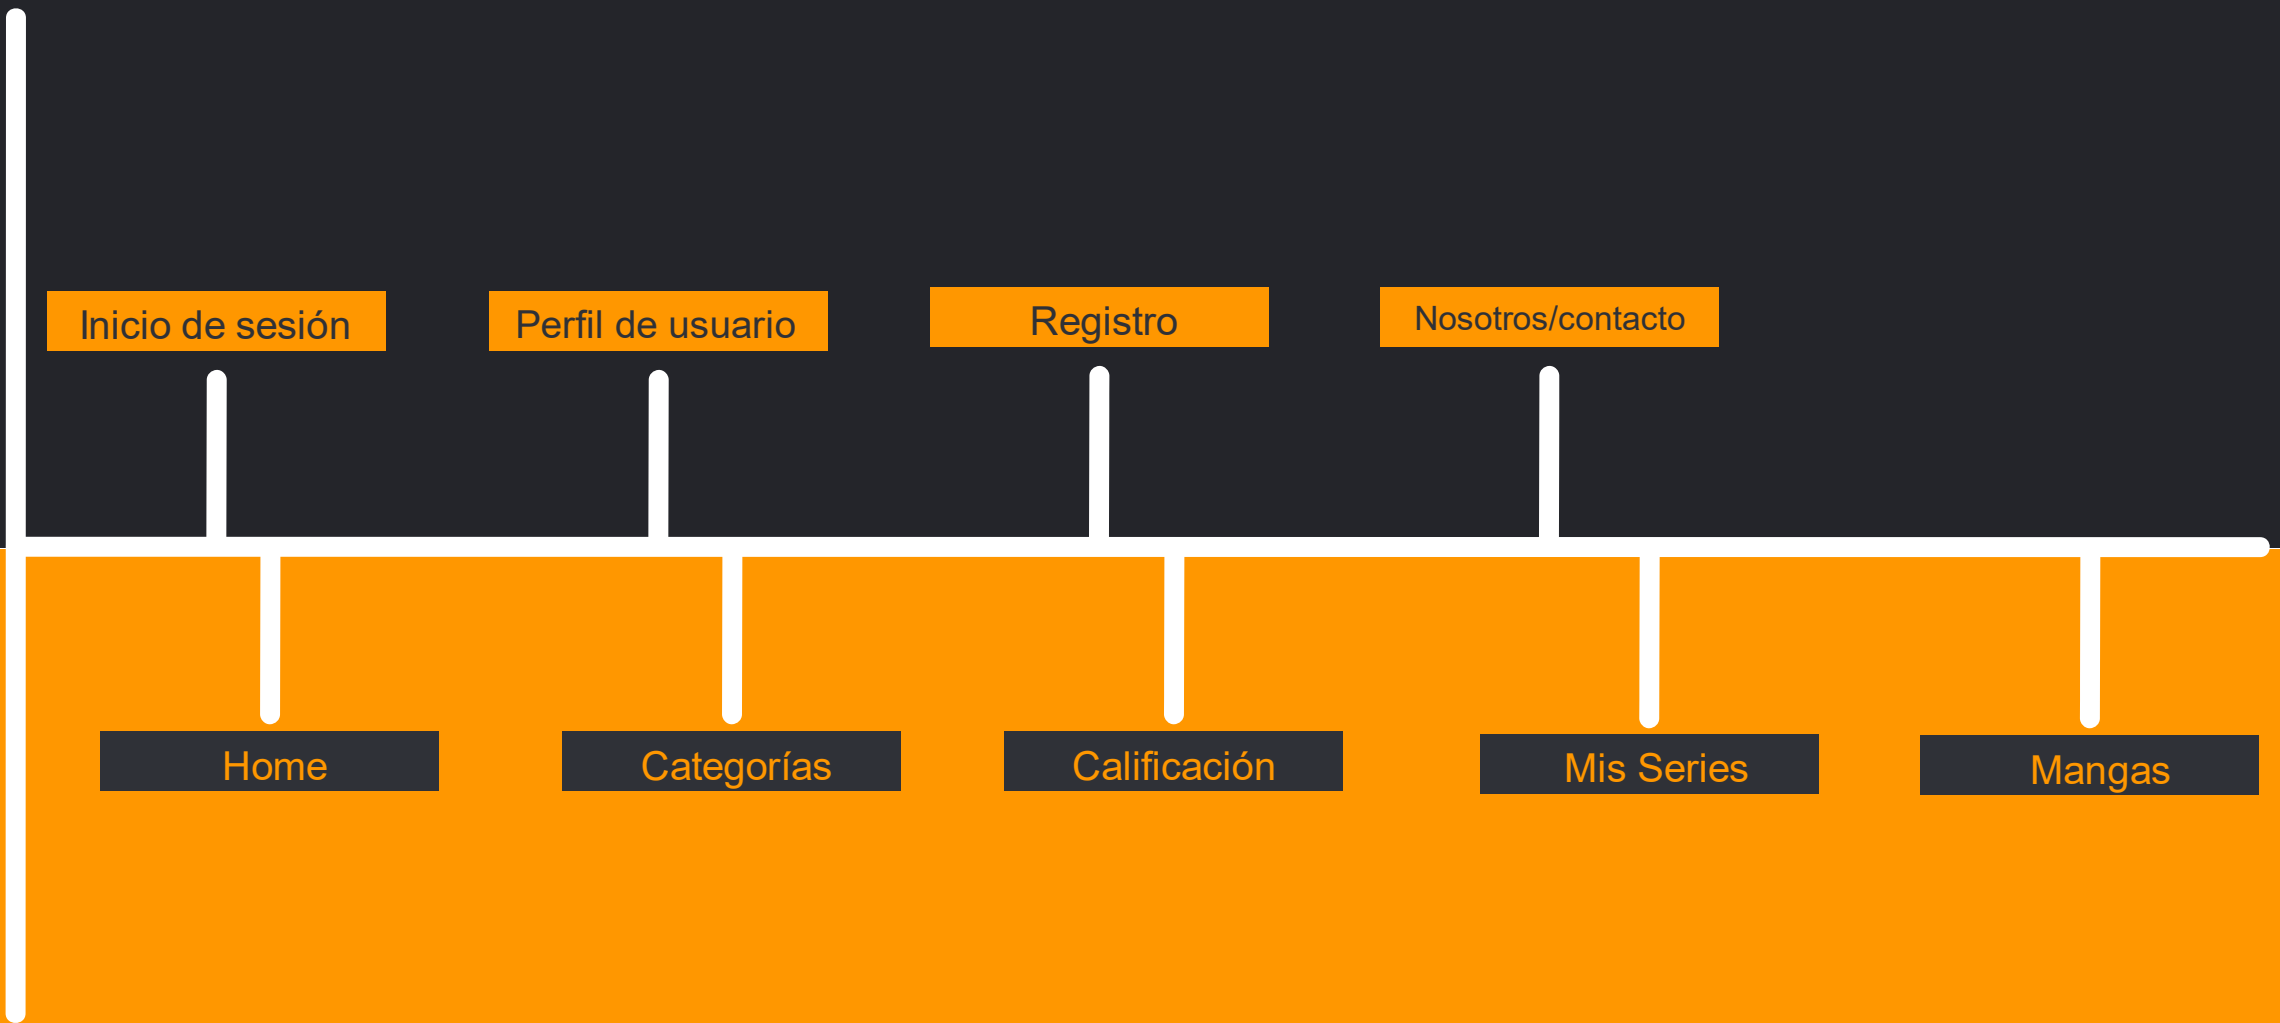 Inicio de sesión
Perfil de usuario
Registro
Nosotros/contacto
Home
Categorías
Calificación
Mis Series
Mangas